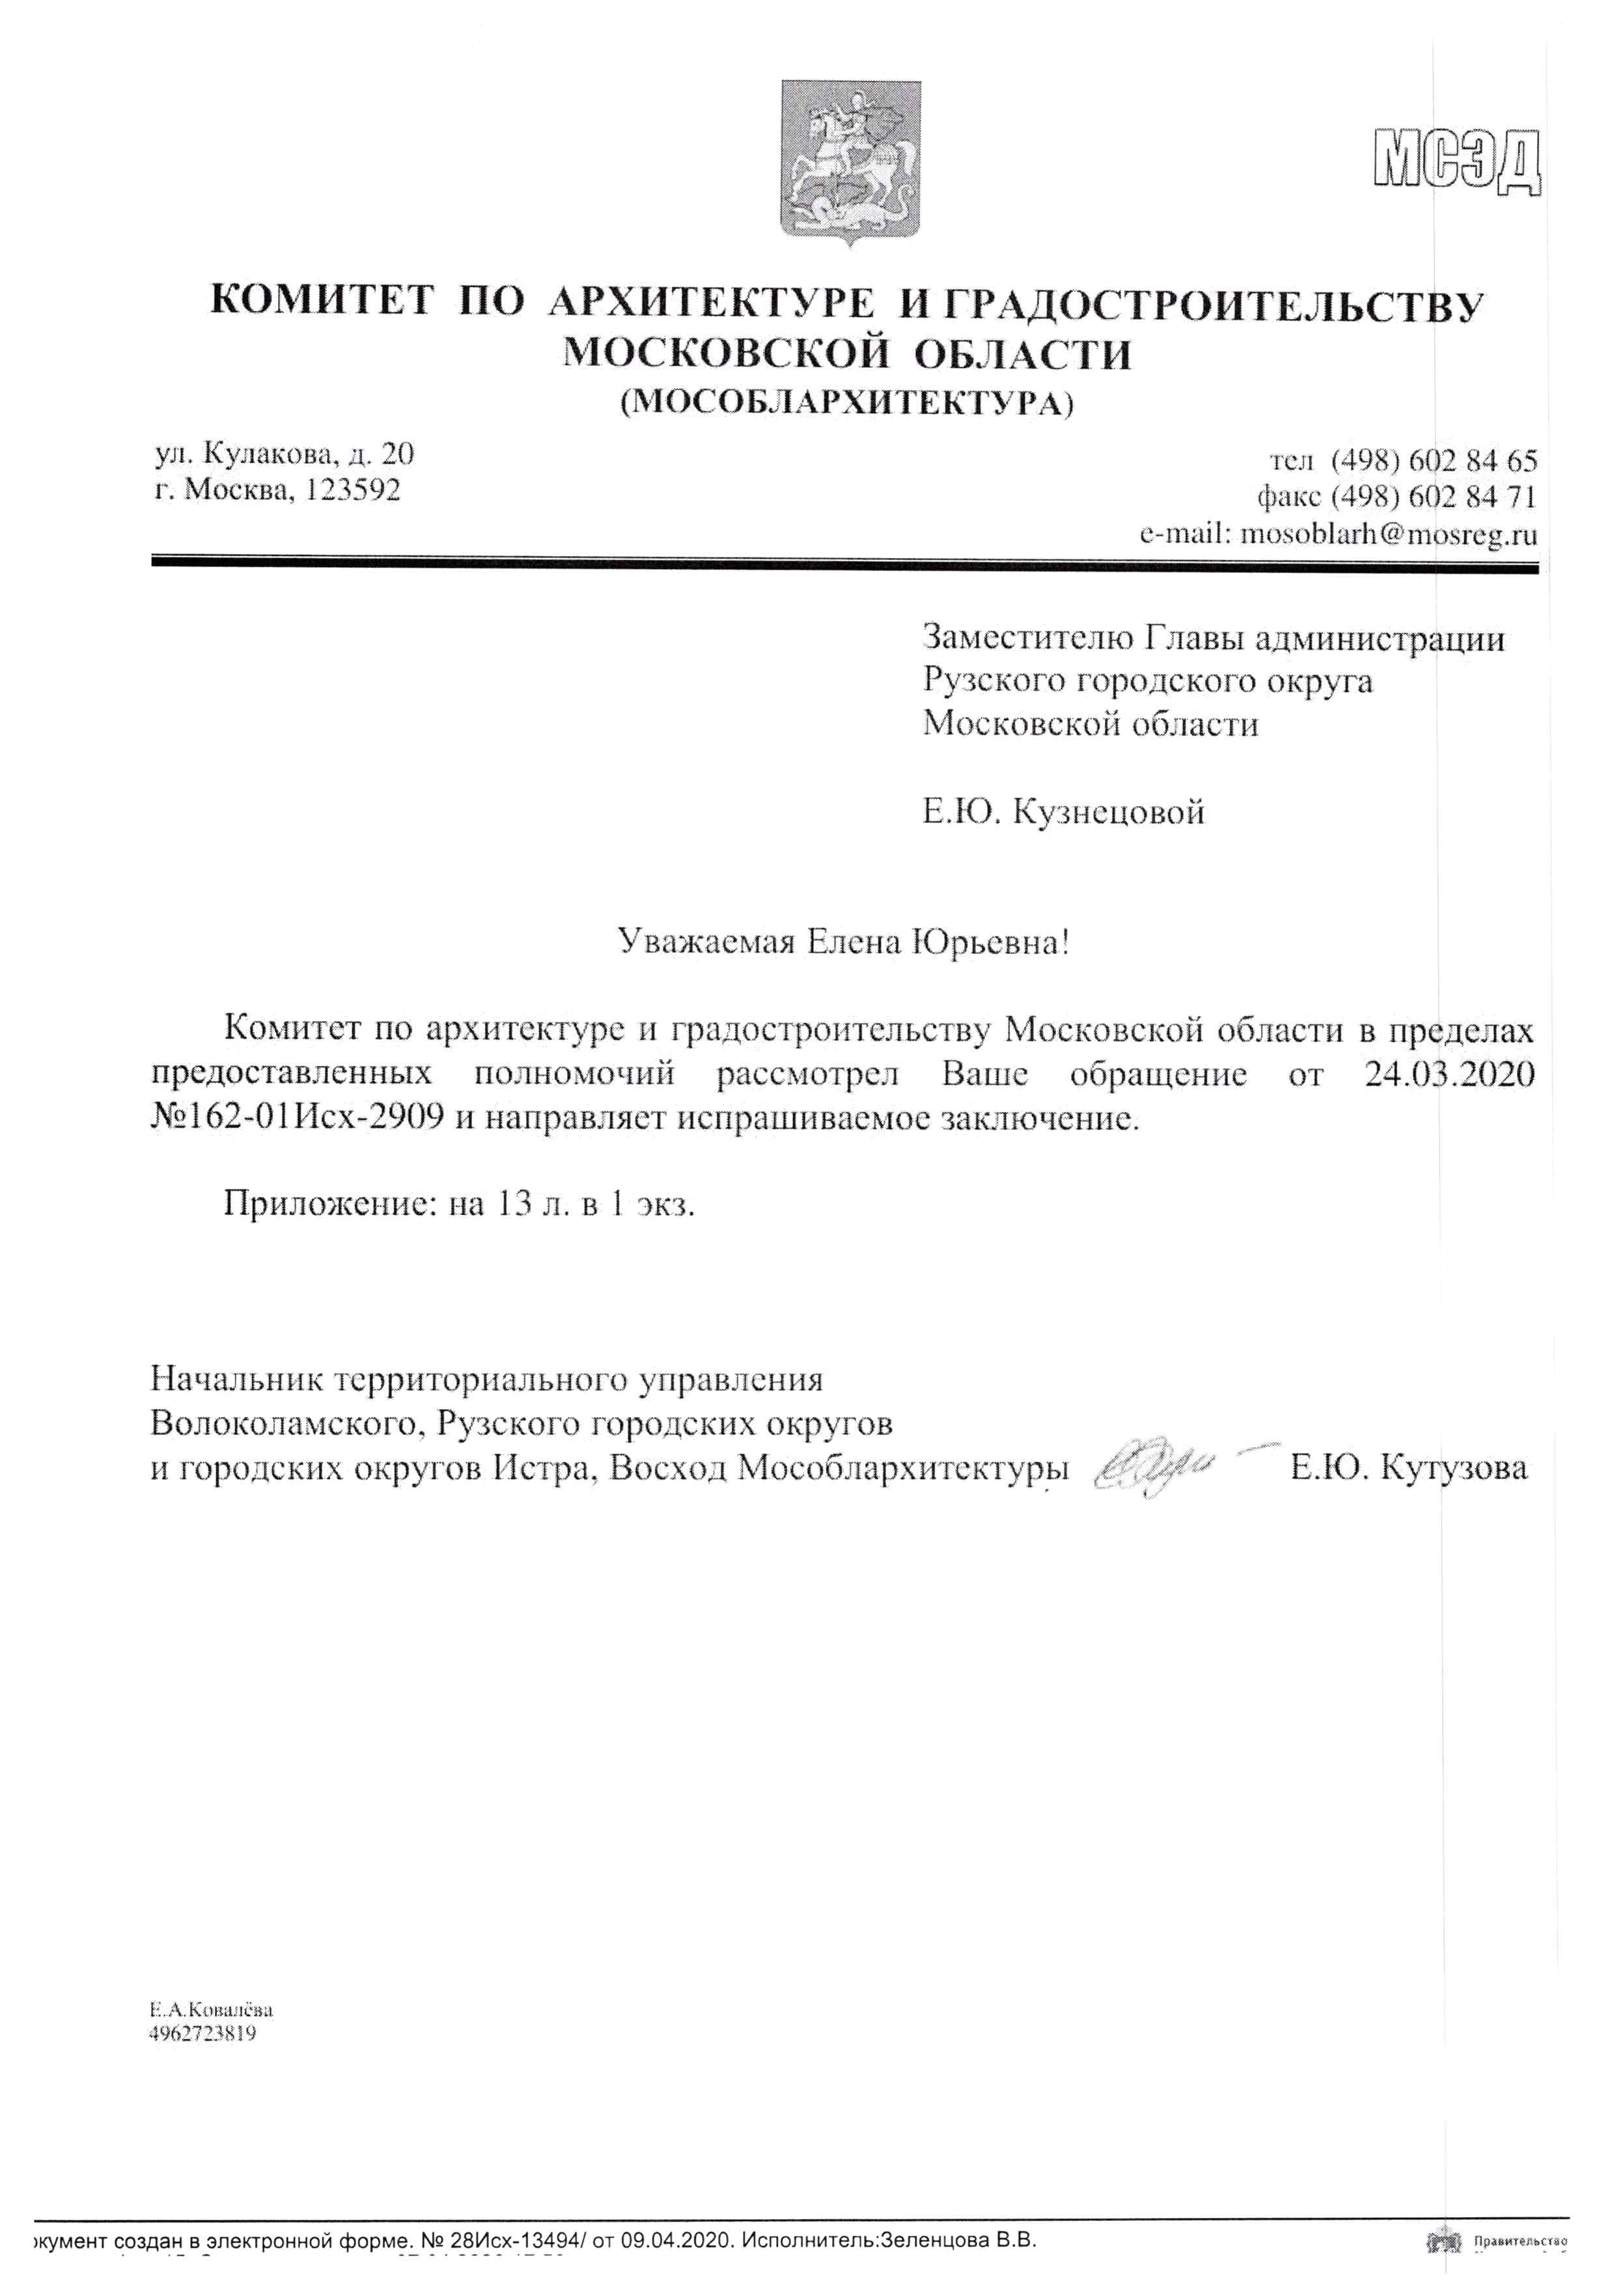 МСЭД
КОМИТЕТ ПО АРХИТЕКТУРЕ И ГРАДОСТРОИТЕЛЬСТВУ
МОСКОВСКОЙ ОБЛАСТИ
(МОСОБЛАРХИТЕКТУРА)
ул. Кулакова, д. 20
г. Москва, 123592
тел (498) 602 84 65
факс (498) 602 84 71
e-mail: mosoblarh@mosreg.ru
Заместителю Главы администрации
Рузского городского округа
Московской области
Е.Ю. Кузнецовой
Уважаемая Елена Юрьевна!
Комитет по архитектуре и градостроительству Московской области в пределах
предоставленных полномочий рассмотрел Ваше обращение от 24.03.2020
№162-01Исх-2909 и направляет испрашиваемое заключение.
Приложение: на 13 л. в 1 экз.
Начальник территориального управления
Волоколамского, Рузского городских округов
и городских округов Истра, Восход Мособлархитектуры Е.Ю. Кутузова
Е.А.Ковалёва
4962723819
окумент создан в электронной форме. № 28Исх-13494/ от 09.04.2020. Исполнитель:Зеленцова В.В.
Правительство